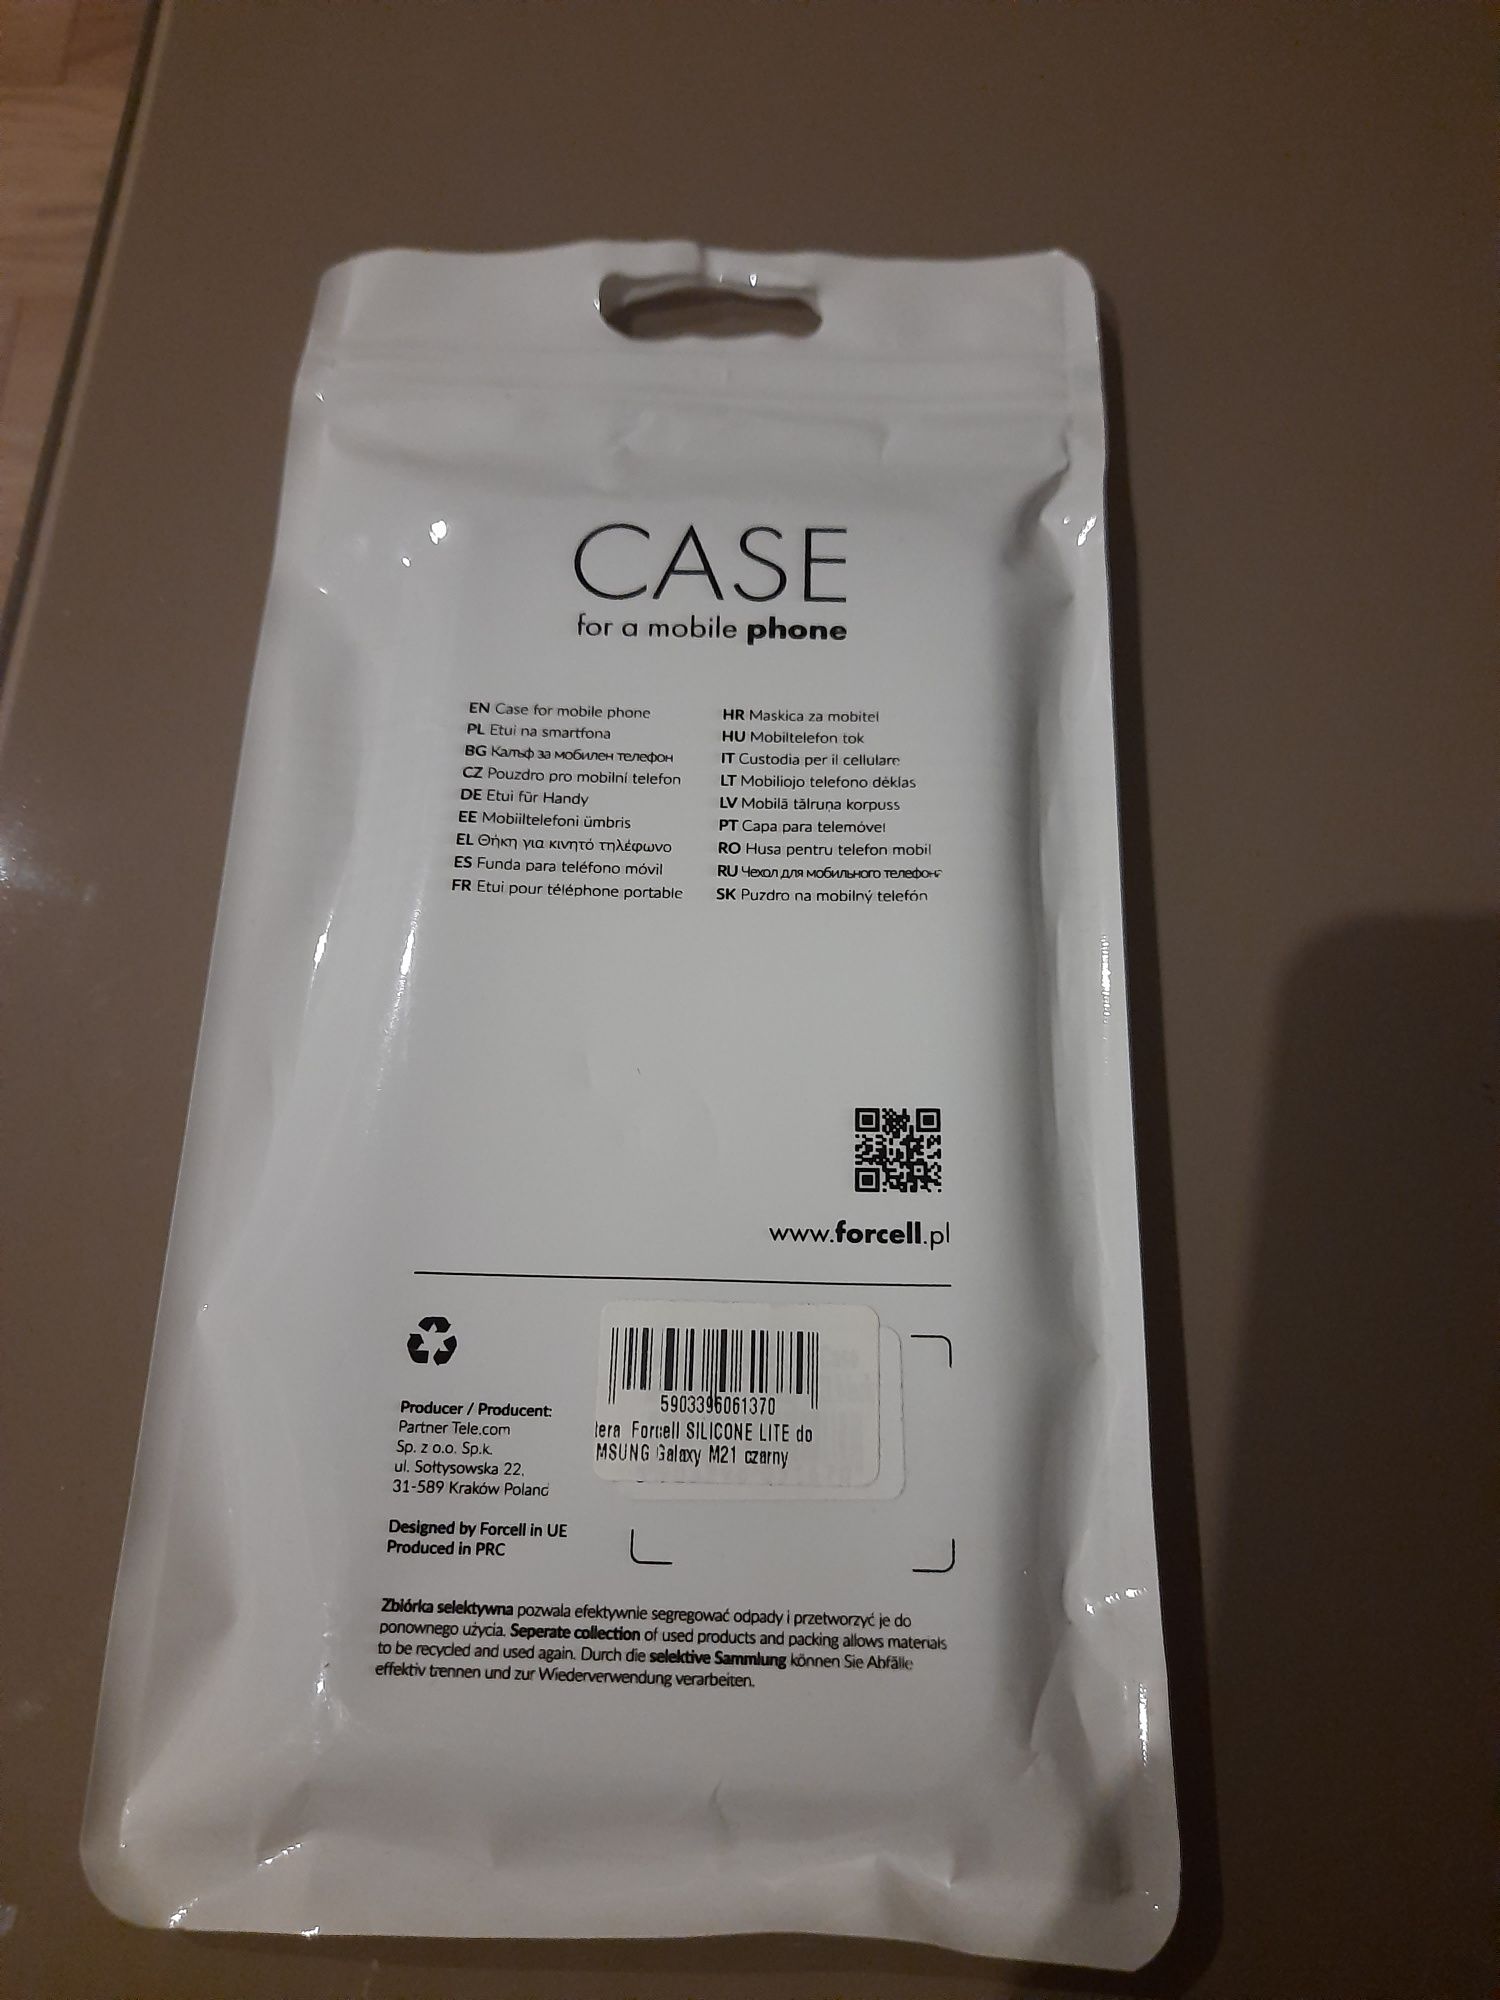 CASE
for a mobile phone
EN Case for mobile phone
PL Etui na smartfona
BG Калъф за мобилен телефон
CZ Pouzdro pro mobilní telefon
DE Etui für Handy
EE Mobiiltelefoni ümbris
EL Θήκη για κινητό τηλέφωνο
ES Funda para teléfono móvil
FR Etui pour téléphone portable
HR Maskica za mobitel
HU Mobiltelefon tok
IT Custodia per il cellulare
LT Mobiliojo telefono dėklas
LV Mobilā tālruņa korpuss
PT Capa para telemóvel
RO Husa pentru telefon mobil
RU Чехол для мобильного телефона
SK Puzdro na mobilný telefón
www.forcell.pl
5903396061370
tera Forcell SILICONE LITE do
MSUNG Galaxy M21 czarny
Producer / Producent:
Partner Tele.com
Sp. z o.o. Sp.k.
ul. Sołtysowska 22,
31-589 Kraków Poland
Designed by Forcell in UE
Produced in PRC
Zbiórka selektywna pozwala efektywnie segregować odpady i przetworzyć je do
ponownego użycia. Seperate collection of used products and packing allows materials
to be recycled and used again. Durch die selektive Sammlung können Sie Abfälle
effektiv trennen und zur Wiederverwendung verarbeiten.